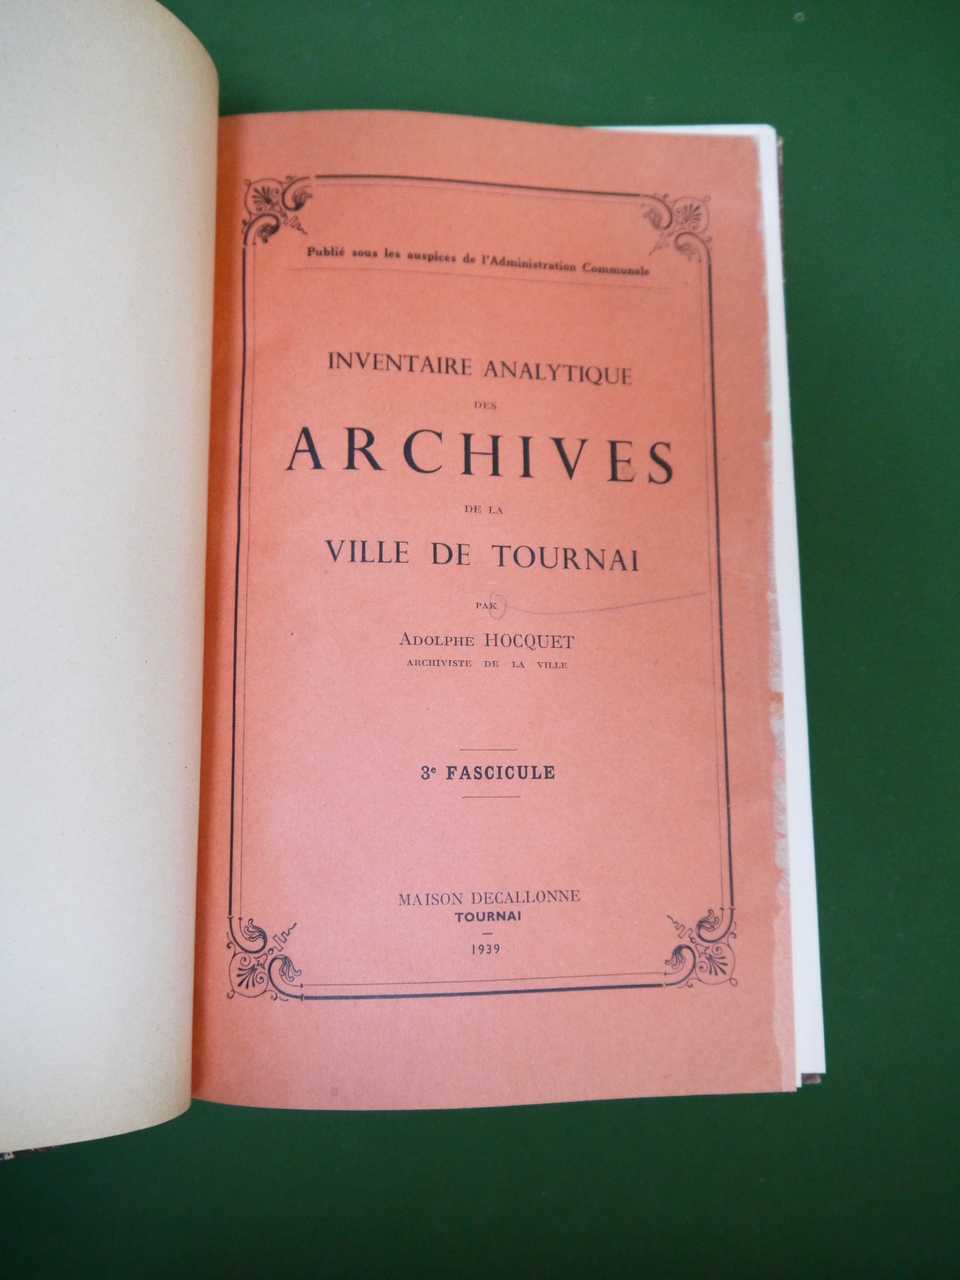 Publié sous les auspices de l'Administration Communale
INVENTAIRE ANALYTIQUE
DES
ARCHIVES
DE LA
VILLE DE TOURNAI
PAR
ADOLPHE HOCQUET
ARCHIVISTE DE LA VILLE
3e FASCICULE
MAISON DECALLONNE
TOURNAI
1939